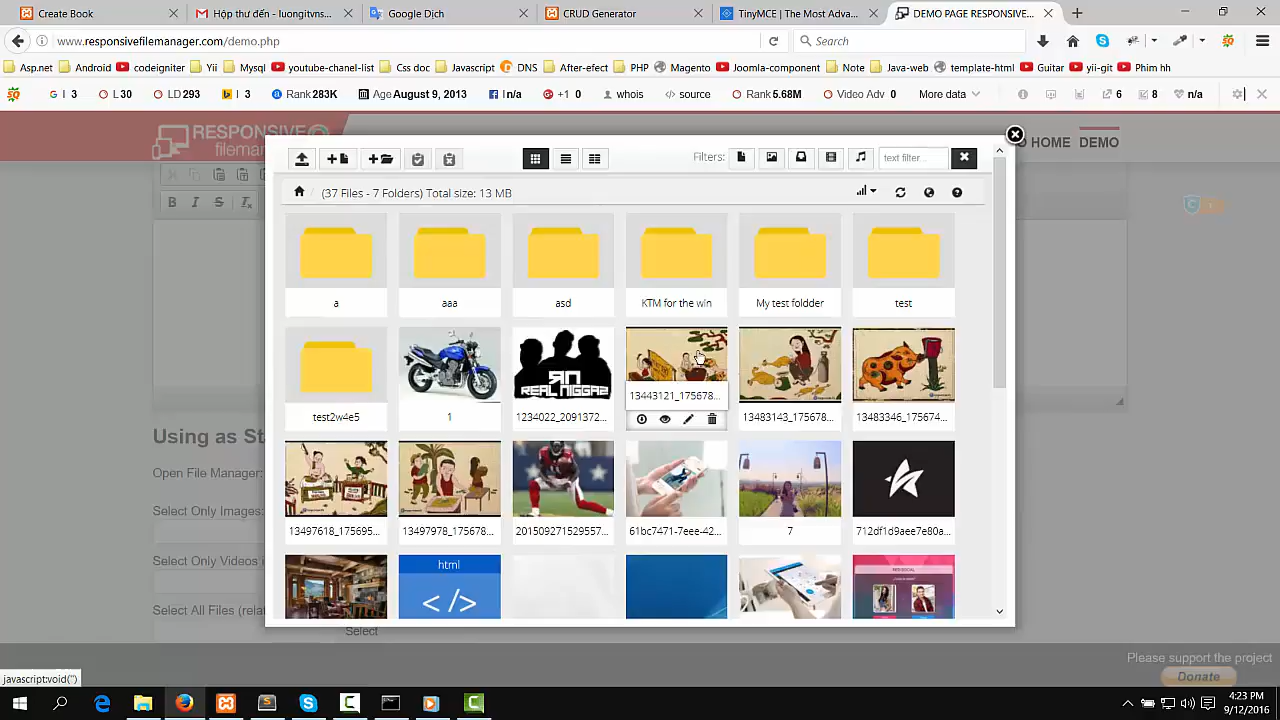 Create Book
Hộp thư đến - luongitvns...
Google Dịch
CRUD Generator
TinyMCE | The Most Adva...
DEMO PAGE RESPONSIVE...
www.responsivefilemanager.com/demo.php
Search
Asp.net
Android
codeigniter
Yii
Mysql
youtube-chanel-list
Css doc
Javascript
DNS
After-efect
PHP
Magento
Joomla-component
Note
Java-web
template-html
Guitar
yii-git
Phim hh
I 3
L 30
LD 293
I 3
Rank 283K
Age August 9, 2013
I n/a
+1 0
whois
source
Rank 5.68M
Video Adv 0
More data
6
8
n/a
RESPONSIVE
filemanag
HOME
DEMO
Filters:
text filter...
(37 Files - 7 Folders) Total size: 13 MB
a
aaa
asd
KTM for the win
My test foldder
test
REAL NIGGAZ
13443121_175678...
test2w4e5
1
1234022_2091372...
13483143_175678...
13483346_175674...
Using as St
Open File Manager:
Select Only Images:
13497618_175695...
13497978_175678...
201509271529557...
61bc7471-7eee-42...
7
712df1d9aee7e80a...
Select Only Videos
html
</>
Select All Files (rela
Select
Please support the project
Donate
javascript:void('')
4:23 PM
9/12/2016